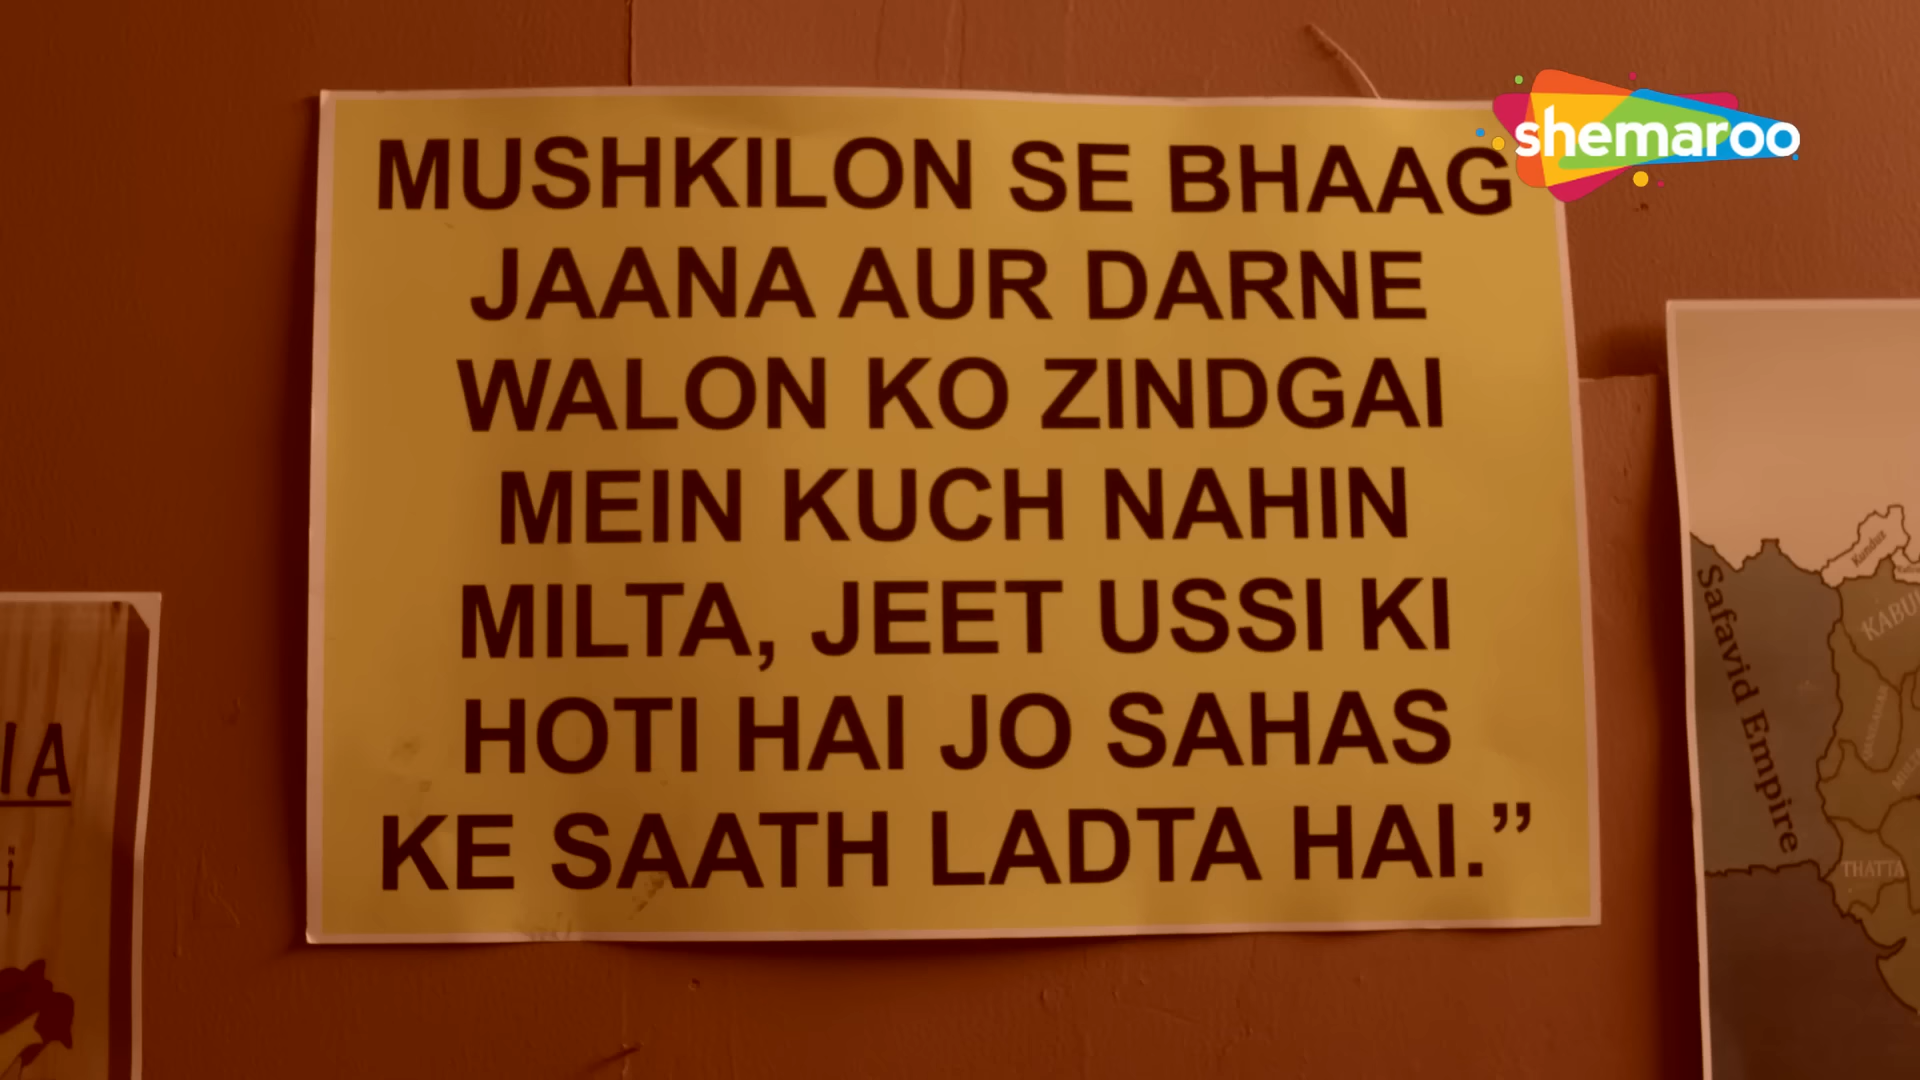 shemaroo
MUSHKILON SE BHAAG
JAANA AUR DARNE
WALON KO ZINDGAI
MEIN KUCH NAHIN
MILTA, JEET USSI KI
HOTI HAI JO SAHAS
KE SAATH LADTA HAI.”
IA
N
Kunduz
KABUL
Safavid Empire
THATTA